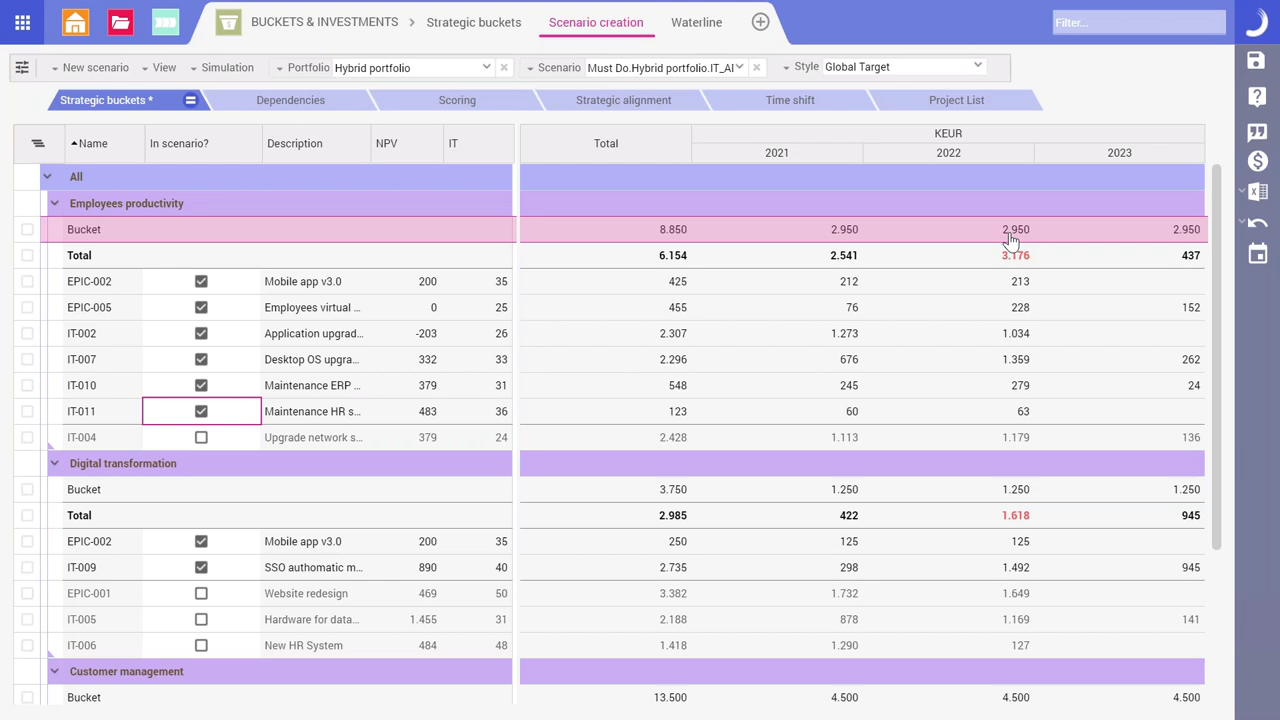 BUCKETS & INVESTMENTS > Strategic buckets Scenario creation Waterline Filter...
New scenario View Simulation Portfolio Hybrid portfolio Scenario Must Do.Hybrid portfolio.IT_AI Style Global Target
Strategic buckets * Dependencies Scoring Strategic alignment Time shift Project List
Name In scenario? Description NPV IT Total KEUR
2021 2022 2023
All
Employees productivity
Bucket 8.850 2.950 2.950 2.950
Total 6.154 2.541 3.176 437
EPIC-002 Mobile app v3.0 200 35 425 212 213
EPIC-005 Employees virtual ... 0 25 455 76 228 152
IT-002 Application upgrad... -203 26 2.307 1.273 1.034
IT-007 Desktop OS upgra... 332 33 2.296 676 1.359 262
IT-010 Maintenance ERP ... 379 31 548 245 279 24
IT-011 Maintenance HR s... 483 36 123 60 63
IT-004 Upgrade network s... 379 24 2.428 1.113 1.179 136
Digital transformation
Bucket 3.750 1.250 1.250 1.250
Total 2.985 422 1.618 945
EPIC-002 Mobile app v3.0 200 35 250 125 125
IT-009 SSO authomatic m... 890 40 2.735 298 1.492 945
EPIC-001 Website redesign 469 50 3.382 1.732 1.649
IT-005 Hardware for data... 1.455 31 2.188 878 1.169 141
IT-006 New HR System 484 48 1.418 1.290 127
Customer management
Bucket 13.500 4.500 4.500 4.500